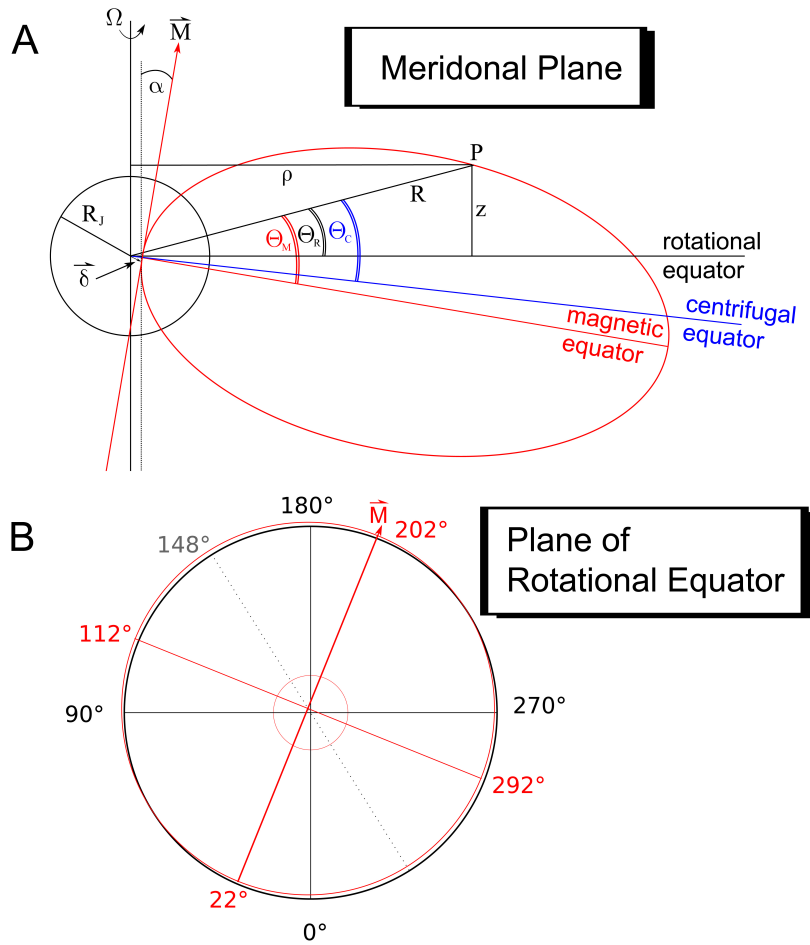 A
Ω
M
α
Meridonal Plane
P
ρ
R
z
R_J
Θ_M
Θ_R
Θ_C
δ
rotational
equator
centrifugal
equator
magnetic
equator
B
180°
M
202°
148°
112°
90°
270°
292°
22°
0°
Plane of
Rotational Equator